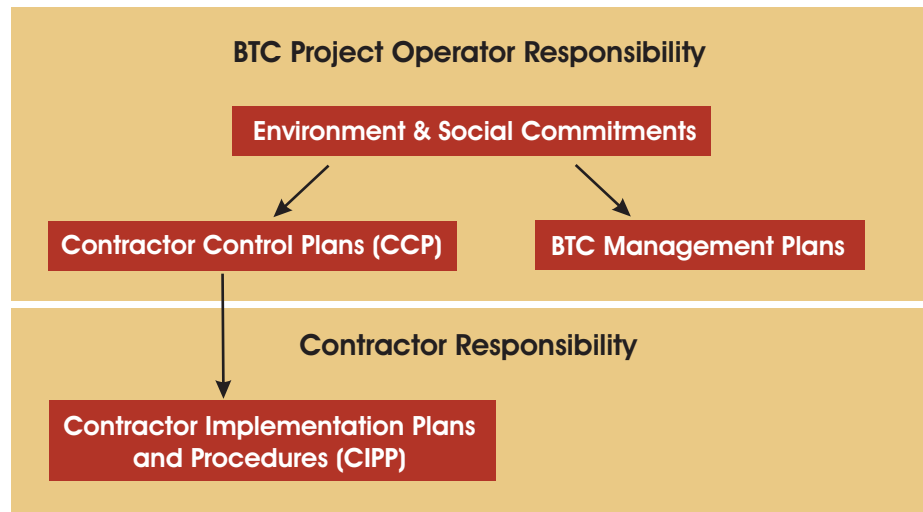 BTC Project Operator Responsibility
Environment & Social Commitments
Contractor Control Plans (CCP)
BTC Management Plans
Contractor Responsibility
Contractor Implementation Plans
and Procedures (CIPP)